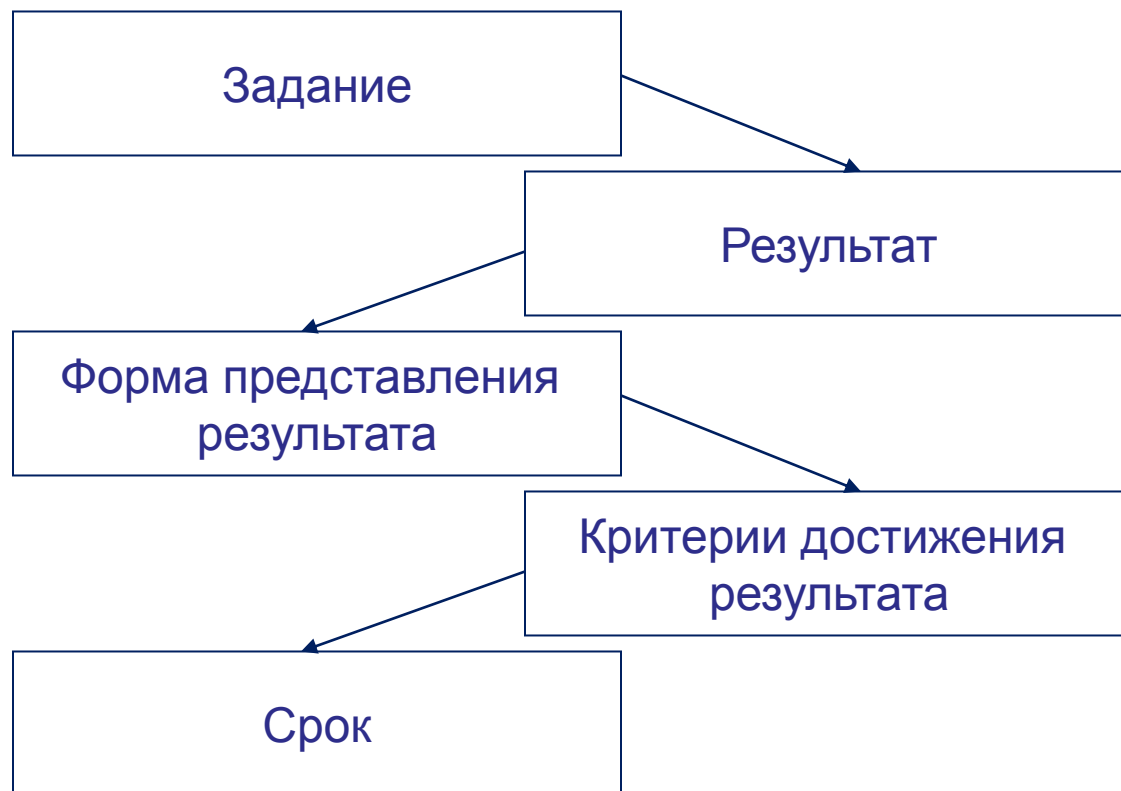 Задание
Результат
Форма представления
результата
Критерии достижения
результата
Срок